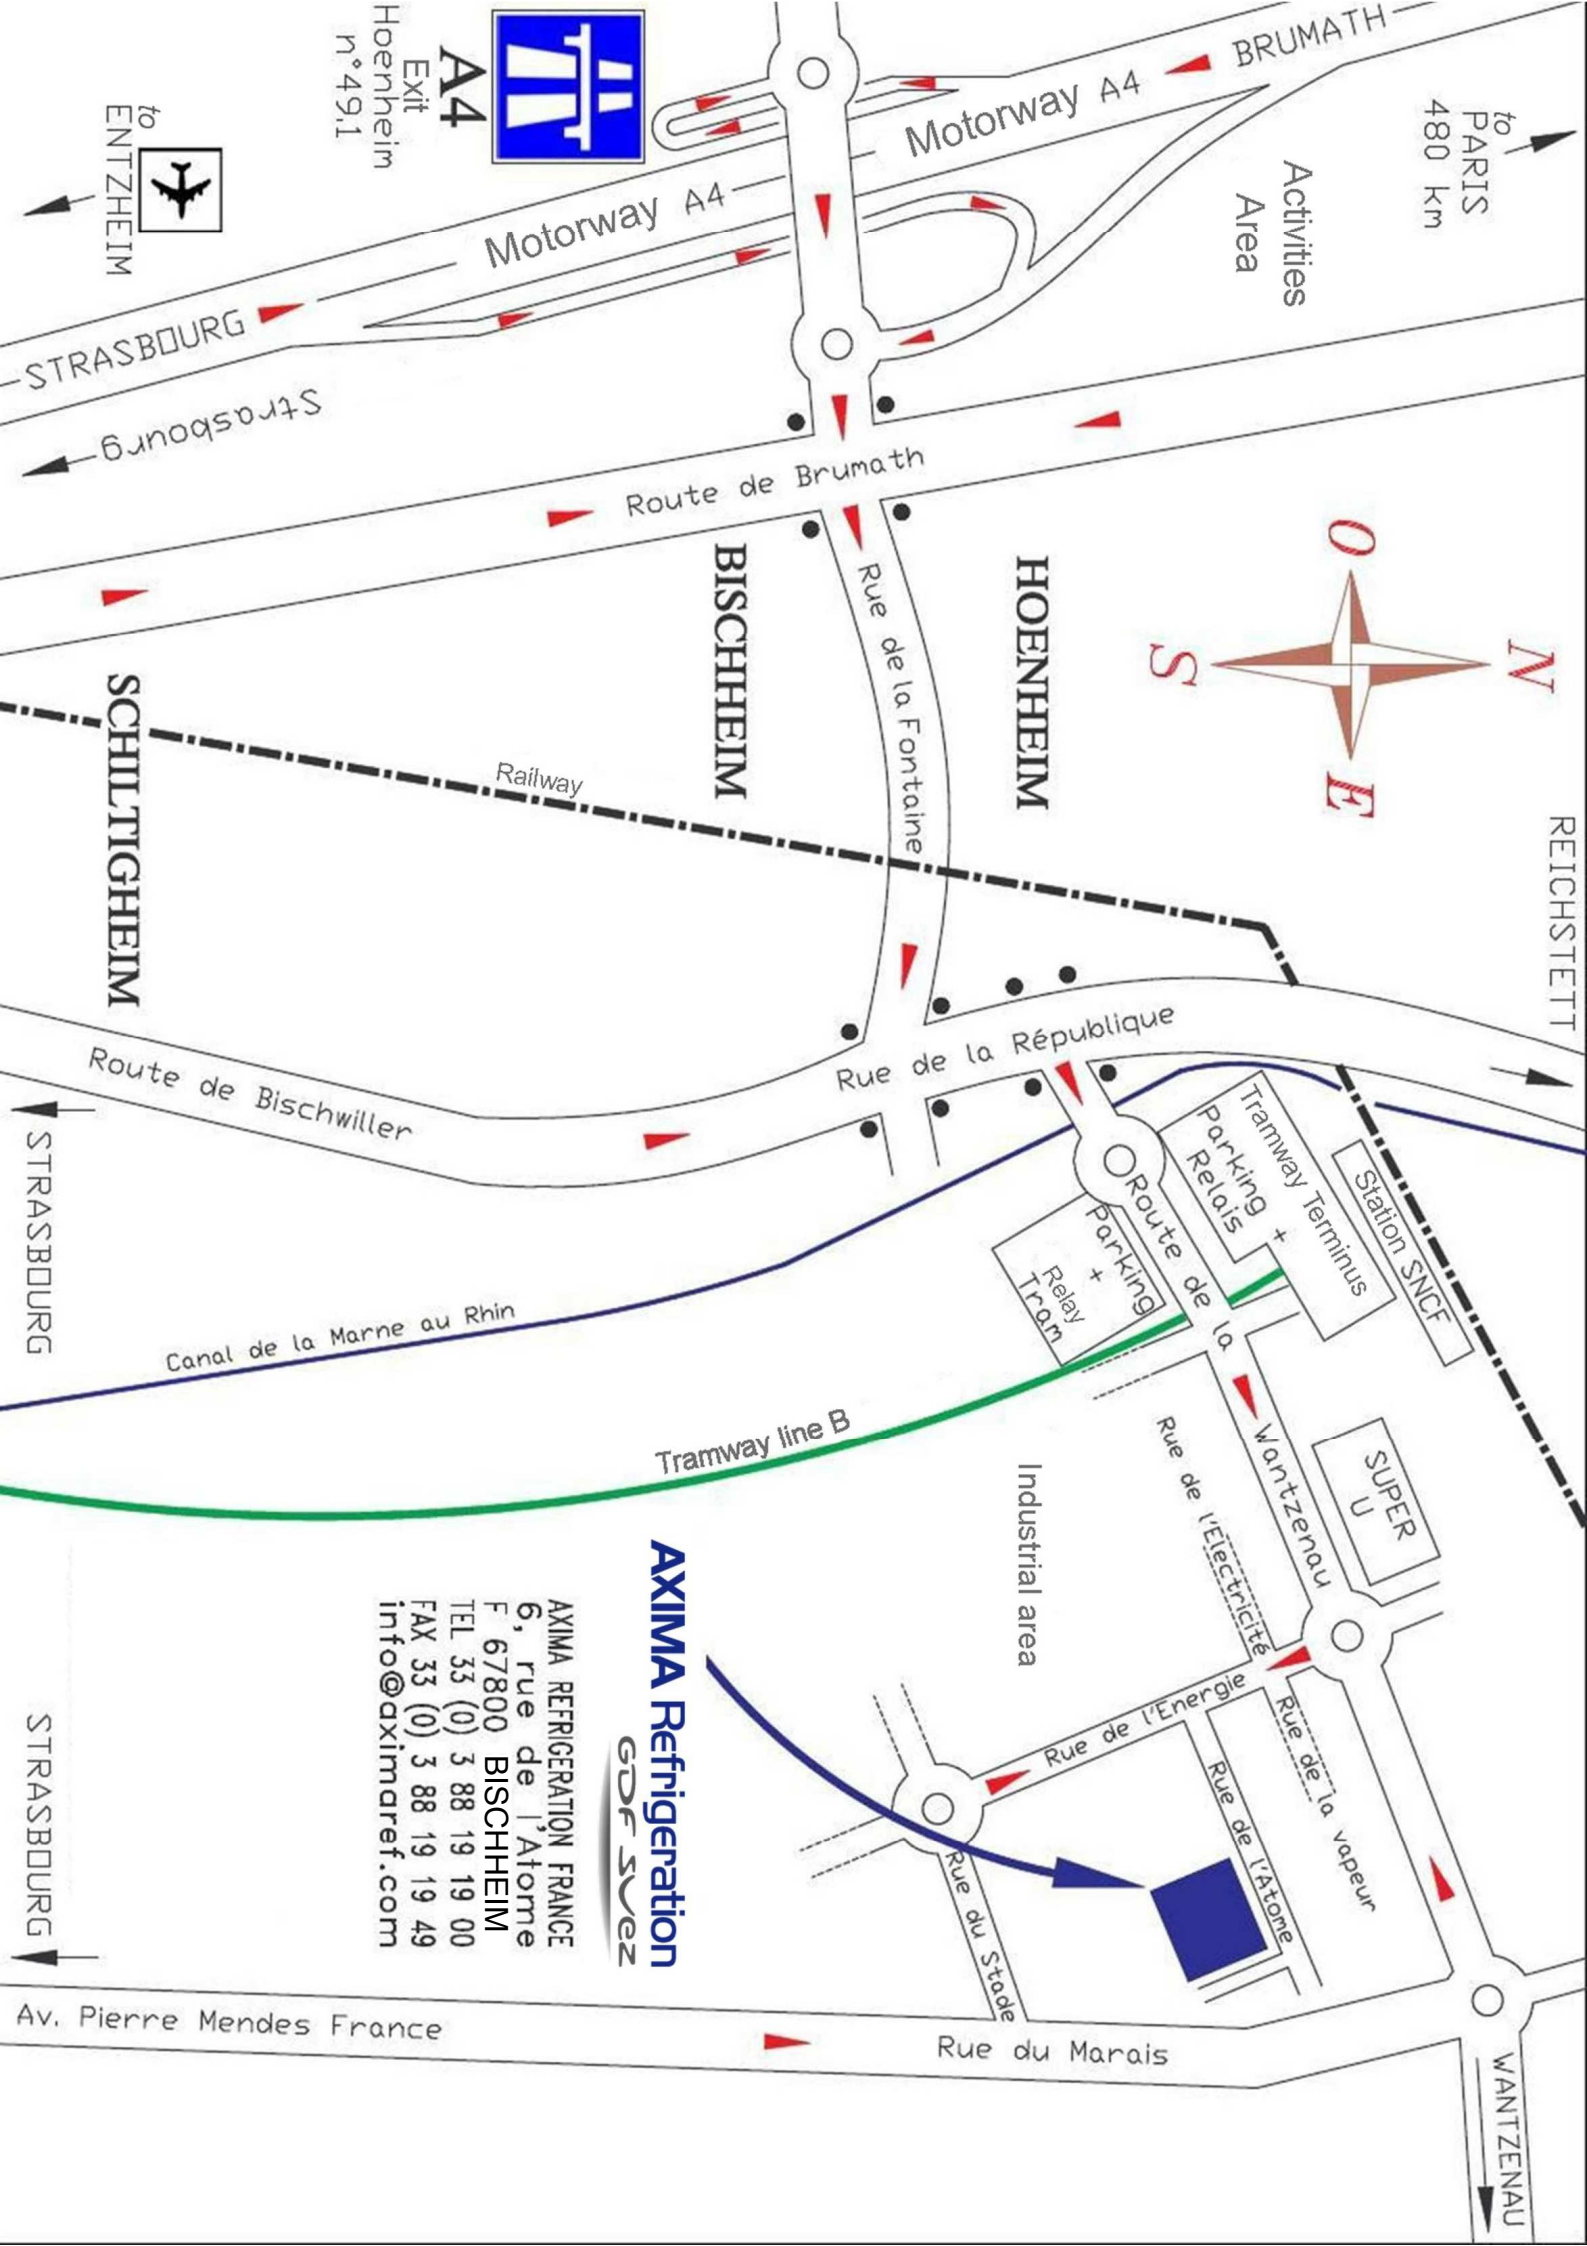 to
PARIS
480 km
BRUMATH
Motorway A4
Activities
Area
A4
Exit
Hoenheim
n°49,1
to
ENTZHEIM
Motorway A4
STRASBOURG
Strasbourg
Route de Brumath
O
N
S
E
HOENHEIM
BISCHHEIM
SCHILTIGHEIM
Rue de la Fontaine
Railway
REICHSTETT
Rue de la République
Route de Bischwiller
STRASBOURG
Canal de la Marne au Rhin
Tramway Terminus
+
Parking
Relais
Station SNCF
Parking
+
Relay
Tram
Route de la Wantzenau
Tramway line B
SUPER
U
Rue de l'Electricité
Industrial area
Rue de l'Energie
Rue de la vapeur
Rue de l'Atome
Rue du Stade
AXIMA Refrigeration
GDF SUEZ
AXIMA REFRIGERATION FRANCE
6, rue de l'Atome
F 67800 BISCHHEIM
TEL 33 (0) 3 88 19 19 00
FAX 33 (0) 3 88 19 19 49
info@aximaref.com
STRASBOURG
Av. Pierre Mendes France
Rue du Marais
WANTZENAU